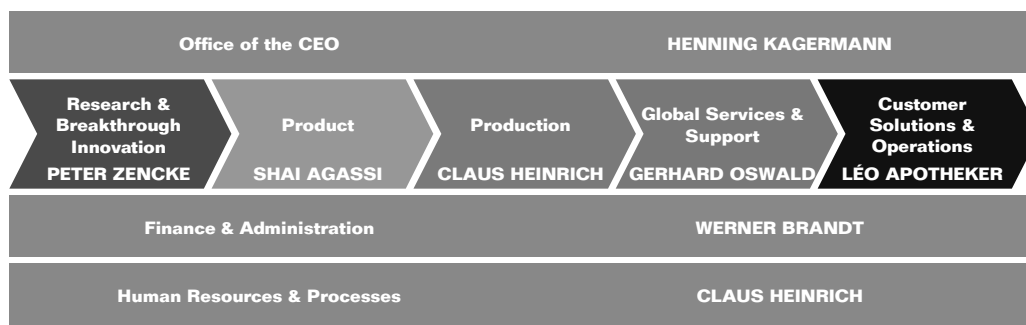 Office of the CEO
HENNING KAGERMANN
Research &
Breakthrough
Innovation
PETER ZENCKE
Product
SHAI AGASSI
Production
CLAUS HEINRICH
Global Services &
Support
GERHARD OSWALD
Customer
Solutions &
Operations
LÉO APOTHEKER
Finance & Administration
WERNER BRANDT
Human Resources & Processes
CLAUS HEINRICH